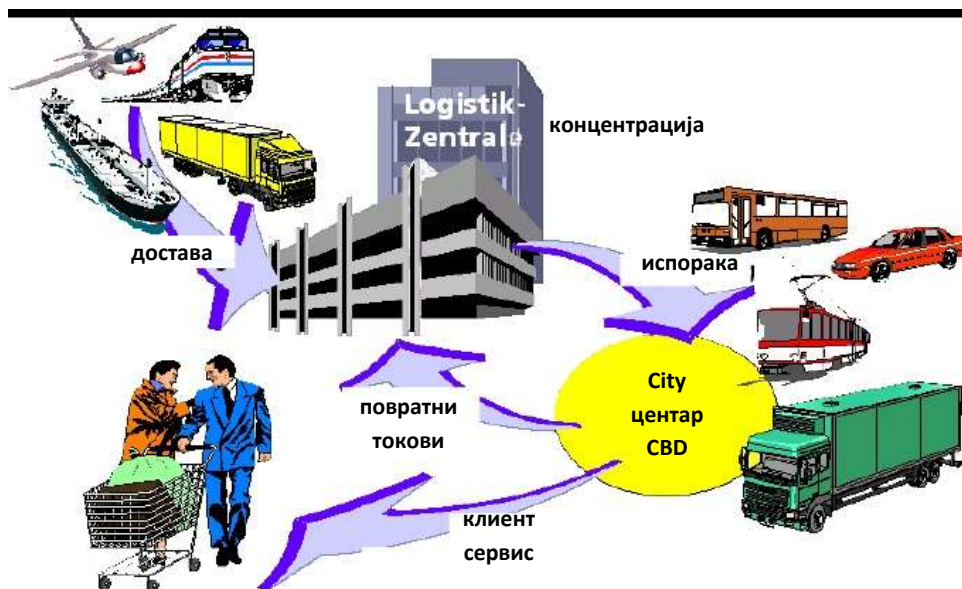 Logistik-
Zentrale
концентрација
достава
испорака
City
центар
CBD
повратни
токови
клиент
сервис